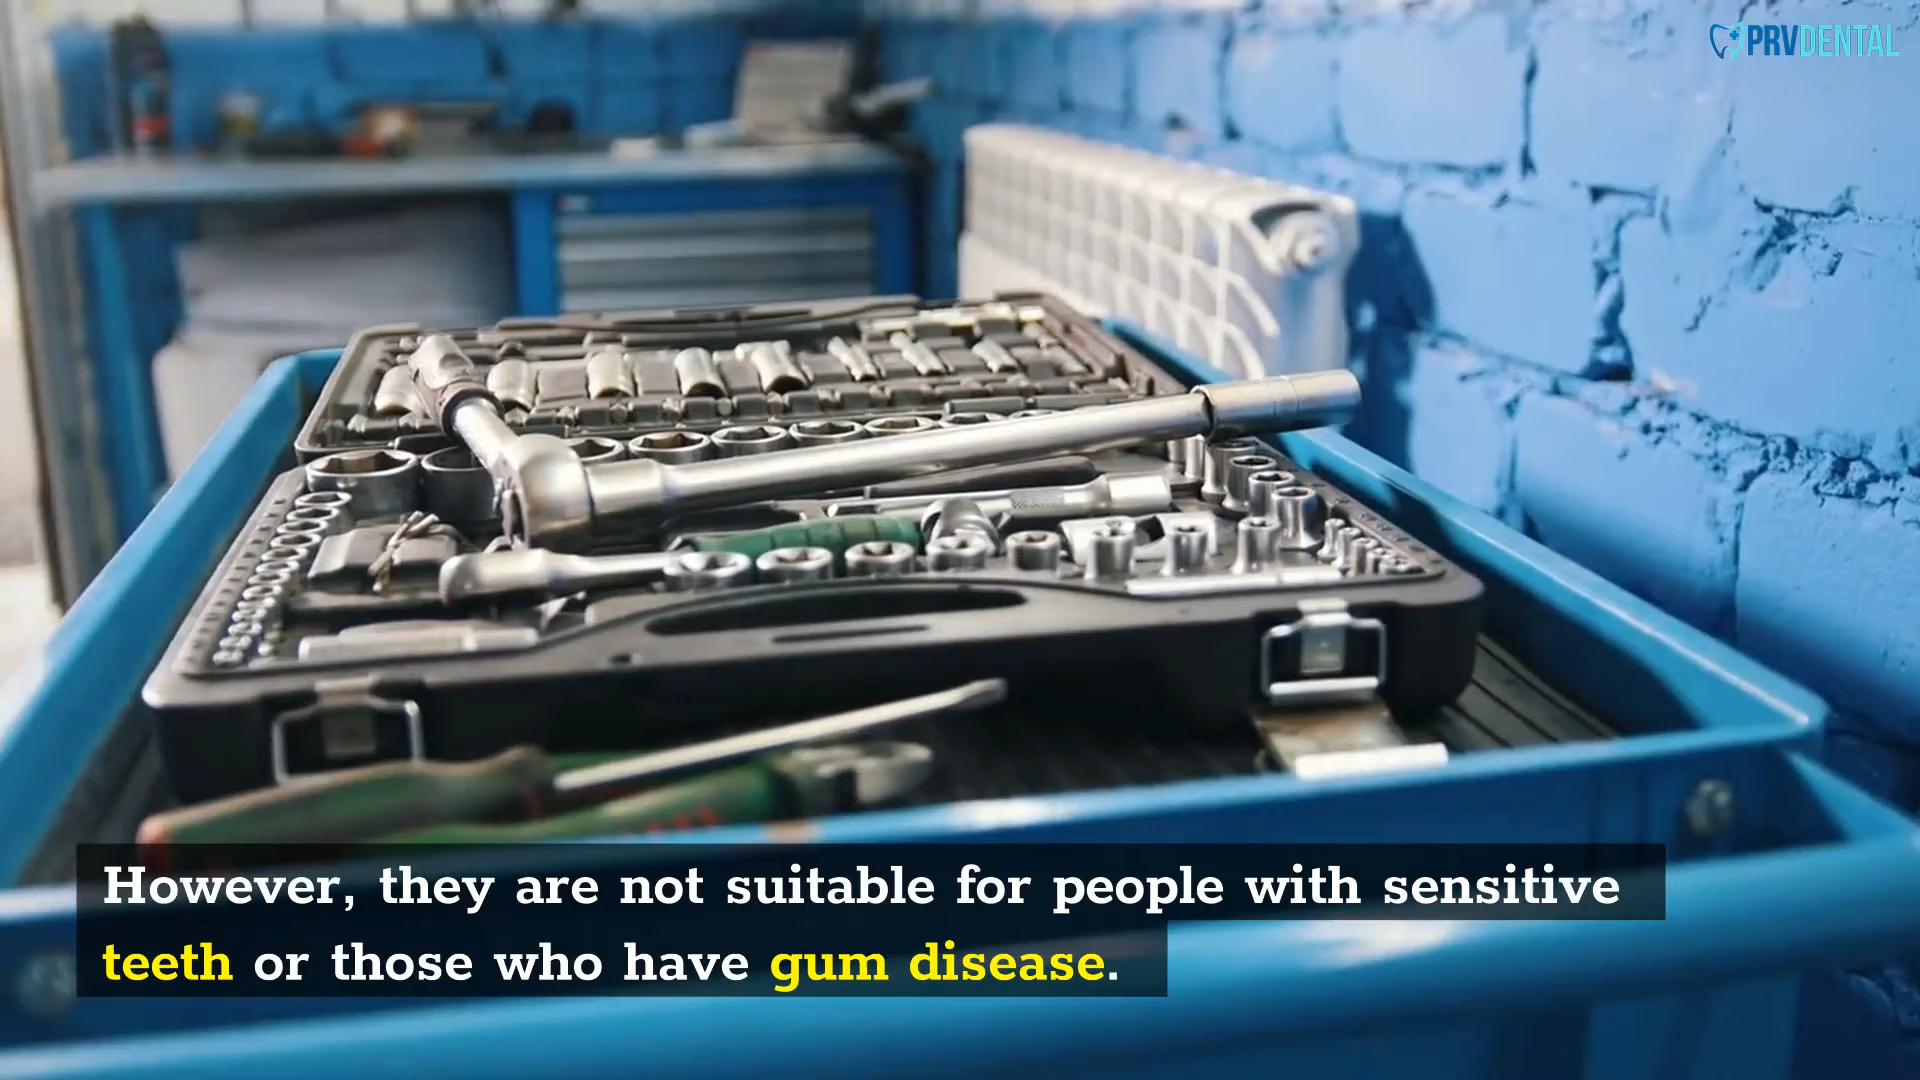 PRVDENTAL
However, they are not suitable for people with sensitive
teeth or those who have gum disease.